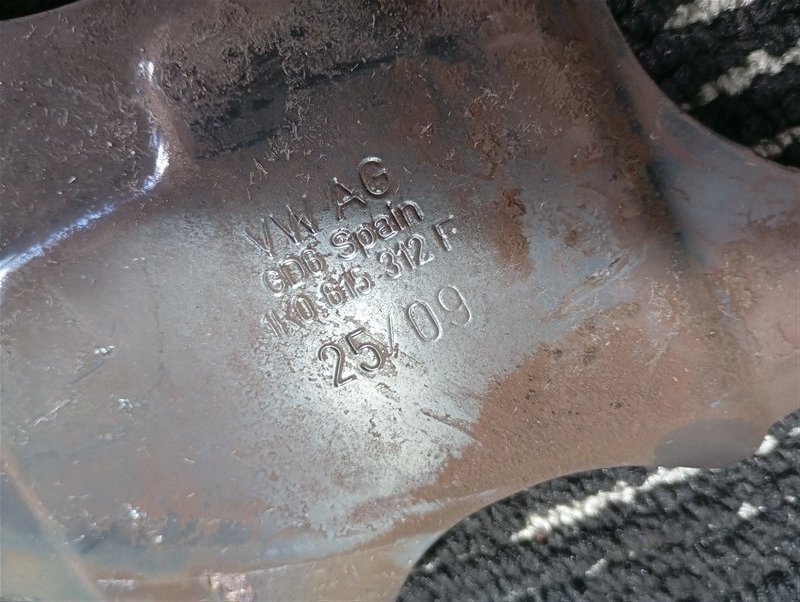 VW AG
GDG Spain
1K0 615 312 F
25/09